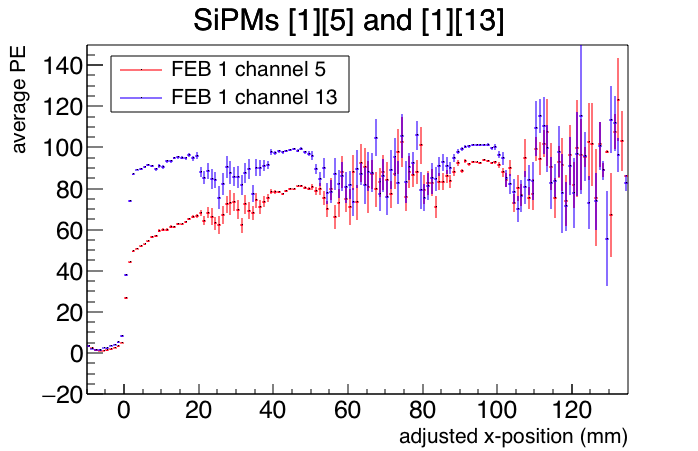 SiPMs [1][5] and [1][13]
average PE
FEB 1 channel 5
FEB 1 channel 13
140
120
100
80
60
40
20
0
−20
0 20 40 60 80 100 120
adjusted x-position (mm)